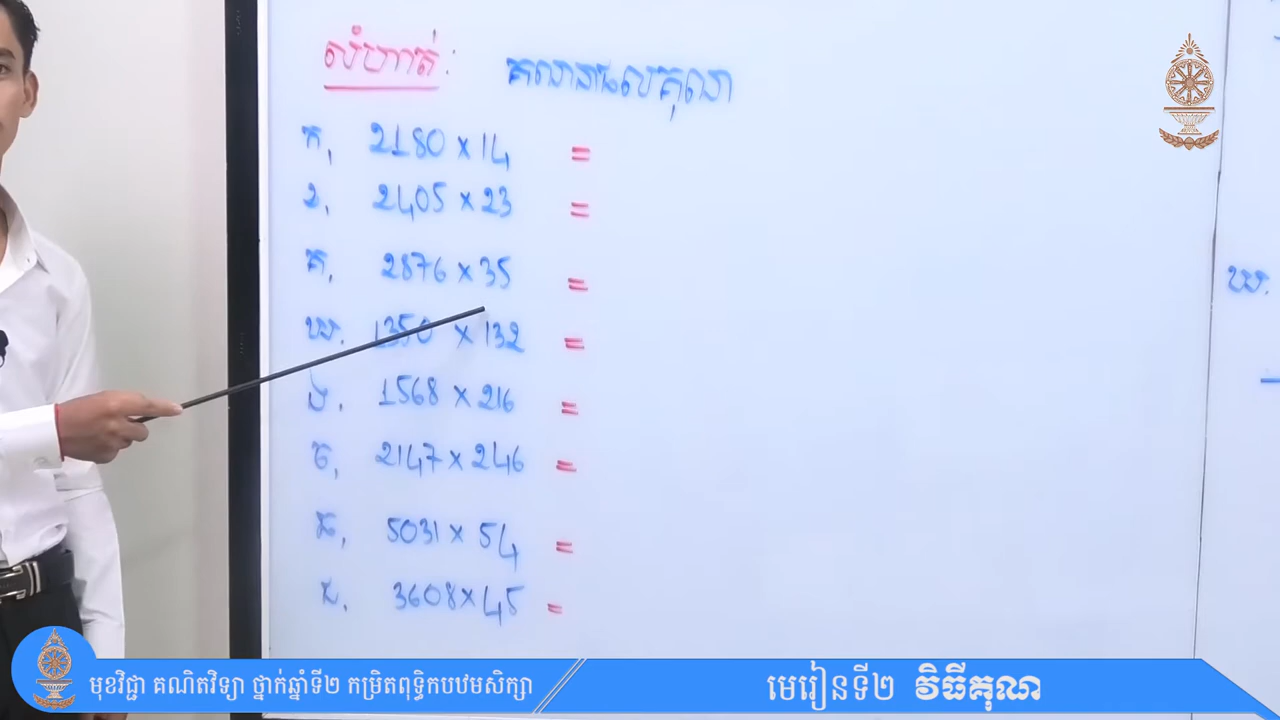 លំហាត់ : គណនាផលគុណ
ក, 2180 × 14 =
ខ, 2405 × 23 =
គ, 2876 × 35 =
ឃ. 1350 × 132 =
ង. 1568 × 216 =
ច, 2147 × 246 =
ឆ, 5031 × 54 =
ជ. 3608 × 45 =
ឃ.
មុខវិជ្ជា គណិតវិទ្យា ថ្នាក់ឆ្នាំទី២ កម្រិតពុទ្ធិកបឋមសិក្សា
មេរៀនទី២ វិធីគុណ